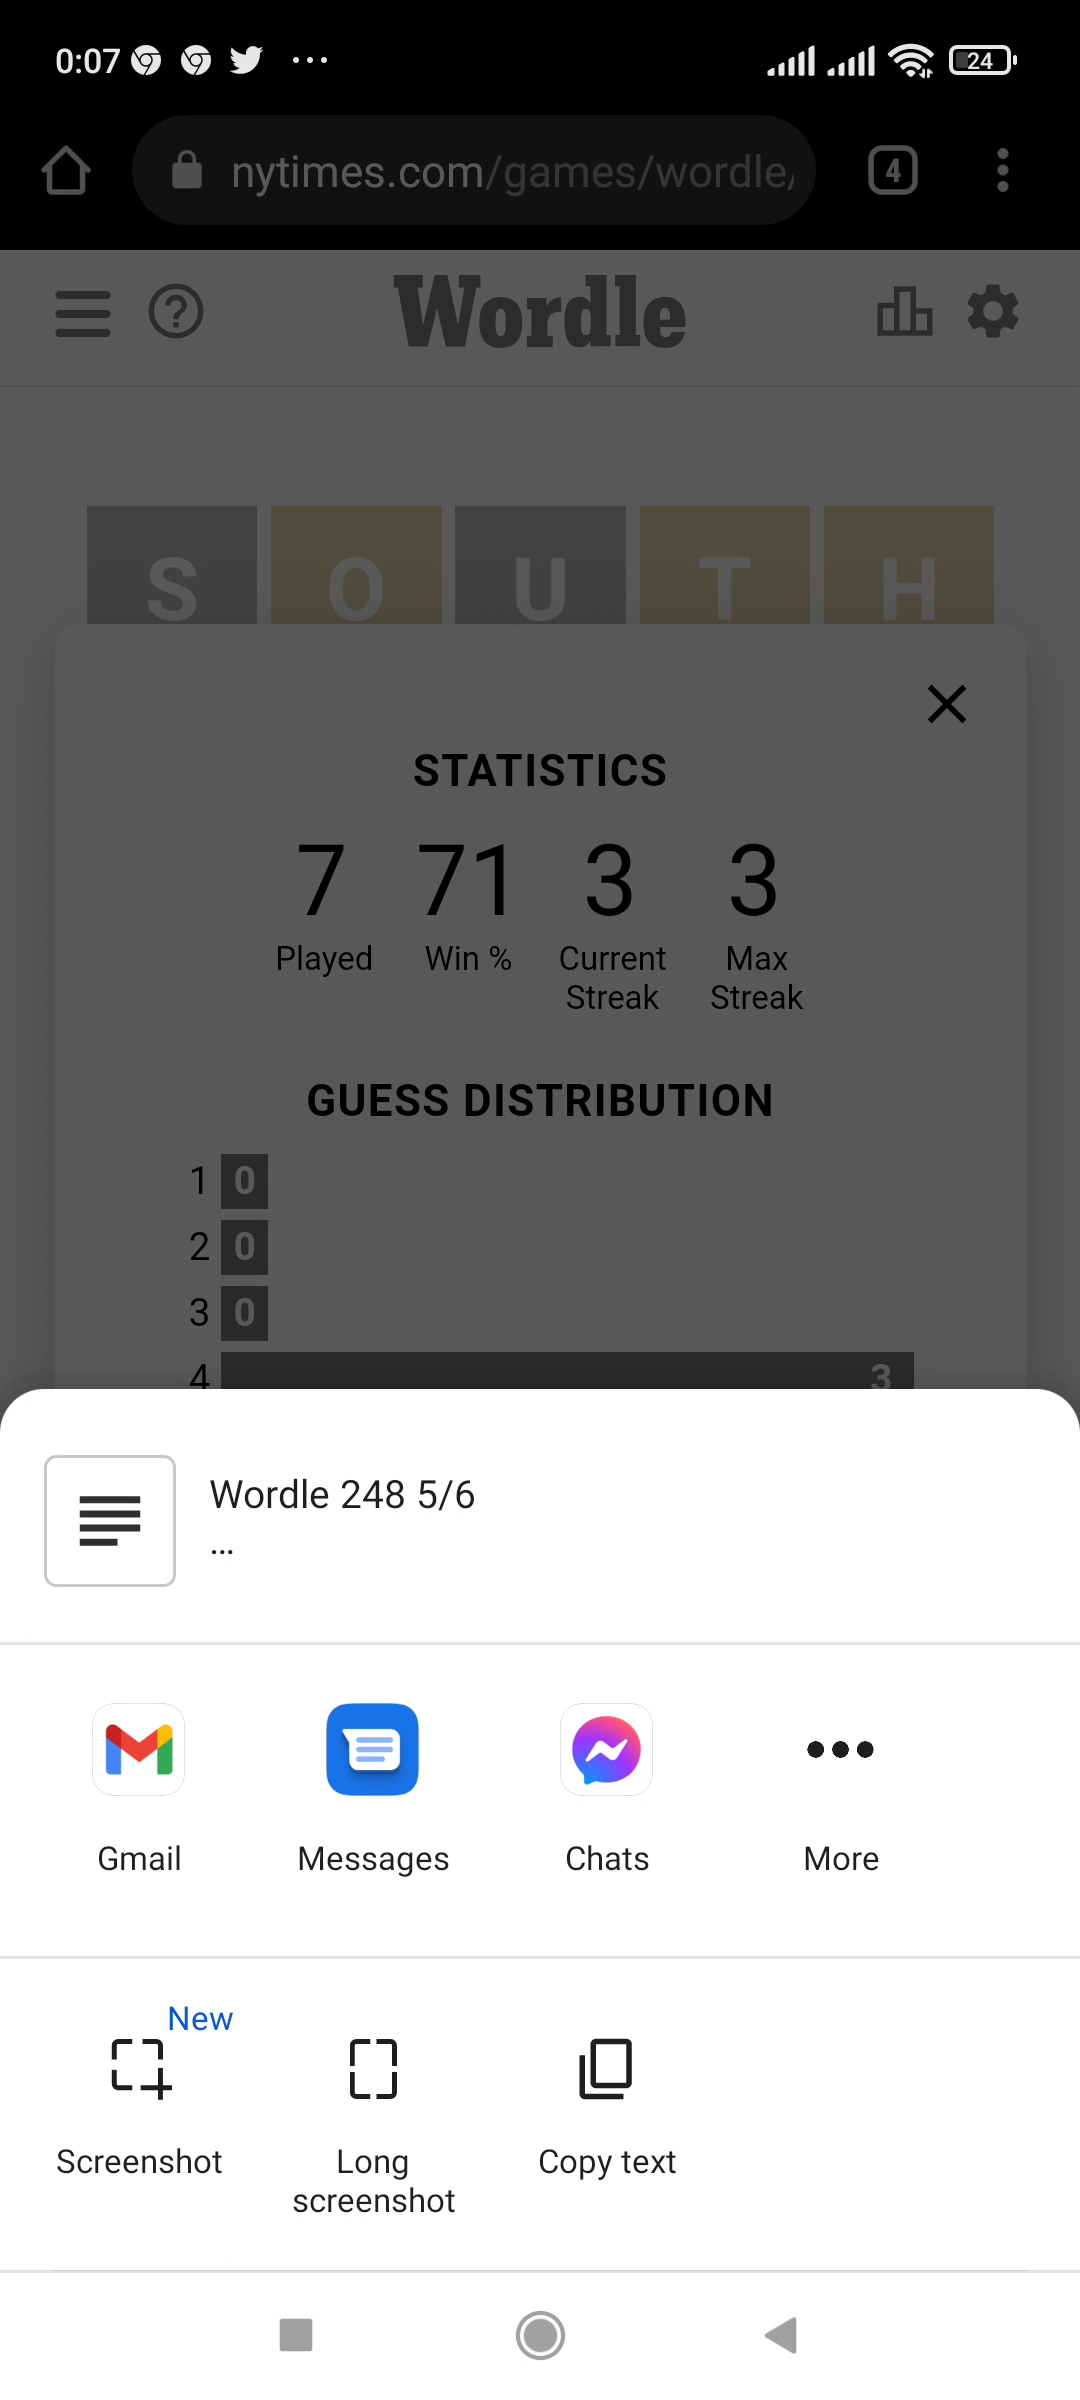 0:07 24
nytimes.com/games/wordle/ 4
Wordle
S O U T H
STATISTICS
7 71 3 3
Played Win % Current Streak Max Streak
GUESS DISTRIBUTION
1 0
2 0
3 0
4 3
Wordle 248 5/6
...
Gmail Messages Chats More
New
Screenshot Long screenshot Copy text